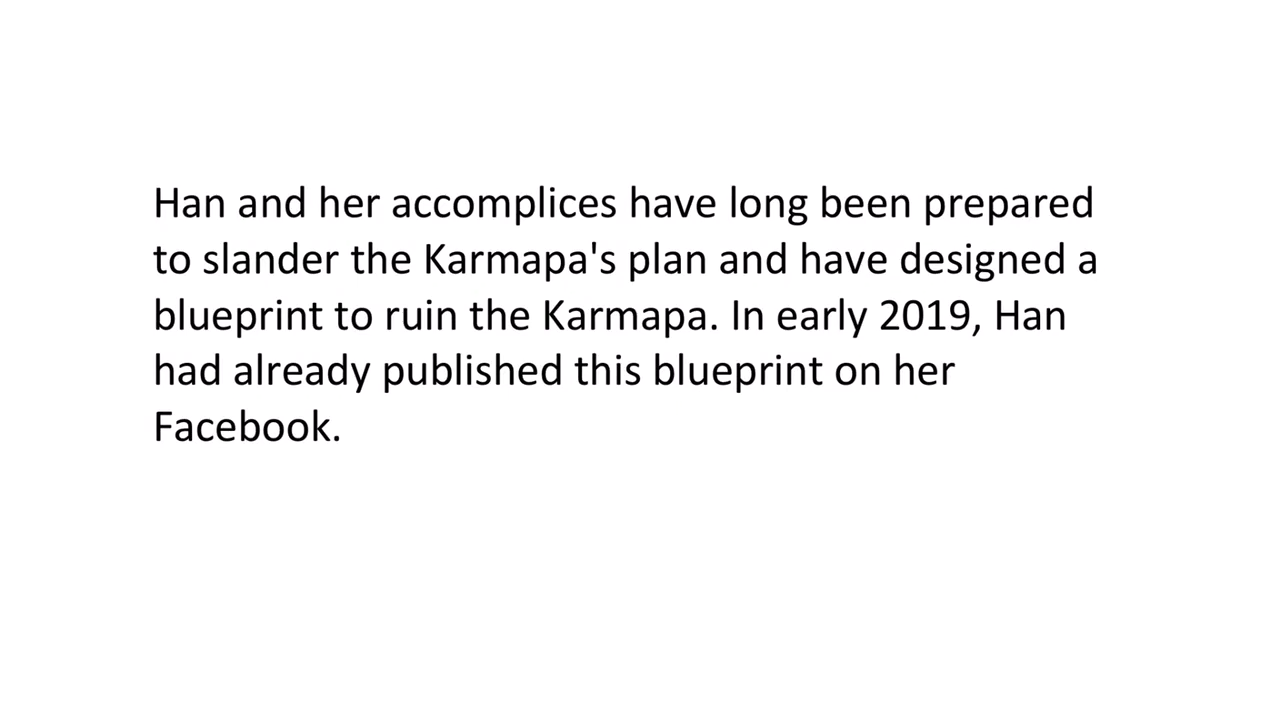 Han and her accomplices have long been prepared
to slander the Karmapa's plan and have designed a
blueprint to ruin the Karmapa. In early 2019, Han
had already published this blueprint on her
Facebook.